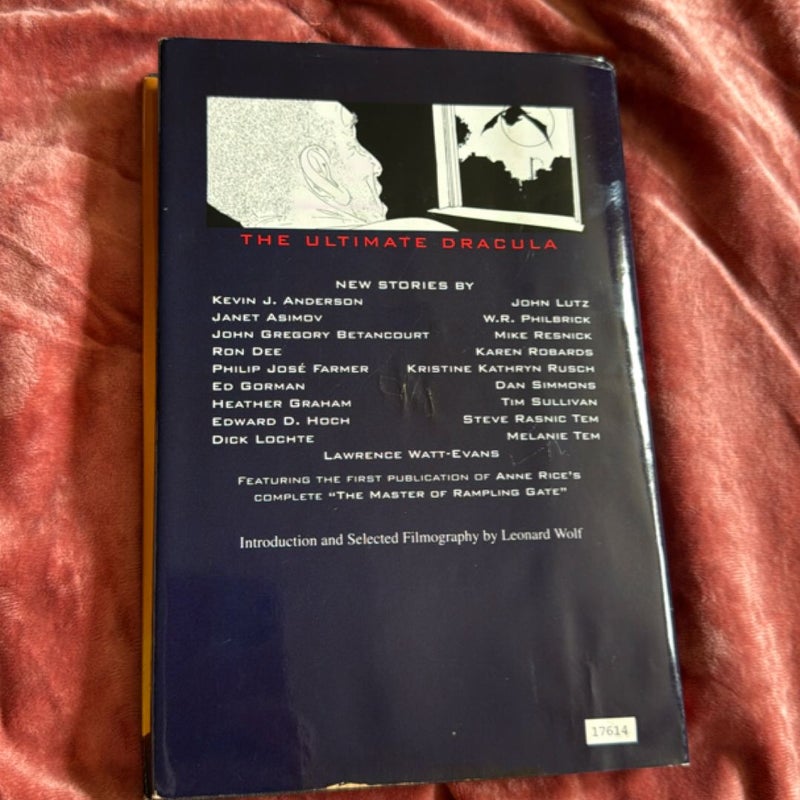 THE ULTIMATE DRACULA
NEW STORIES BY
KEVIN J. ANDERSON JOHN LUTZ
JANET ASIMOV W.R. PHILBRICK
JOHN GREGORY BETANCOURT MIKE RESNICK
RON DEE KAREN ROBARDS
PHILIP JOSÉ FARMER KRISTINE KATHRYN RUSCH
ED GORMAN DAN SIMMONS
HEATHER GRAHAM TIM SULLIVAN
EDWARD D. HOCH STEVE RASNIC TEM
DICK LOCHTE MELANIE TEM
LAWRENCE WATT-EVANS
FEATURING THE FIRST PUBLICATION OF ANNE RICE'S
COMPLETE "THE MASTER OF RAMPLING GATE"
Introduction and Selected Filmography by Leonard Wolf
17614